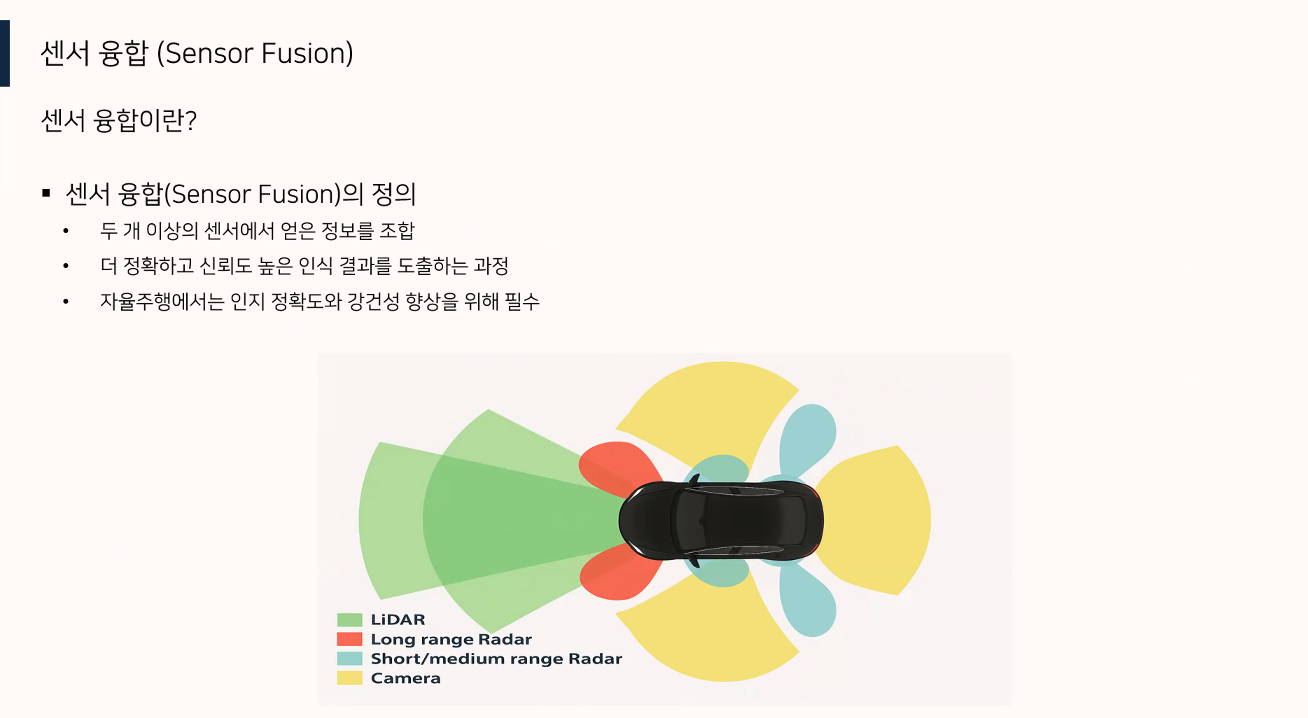 센서 융합 (Sensor Fusion)
센서 융합이란?
▪ 센서 융합(Sensor Fusion)의 정의
• 두 개 이상의 센서에서 얻은 정보를 조합
• 더 정확하고 신뢰도 높은 인식 결과를 도출하는 과정
• 자율주행에서는 인지 정확도와 강건성 향상을 위해 필수
LiDAR
Long range Radar
Short/medium range Radar
Camera